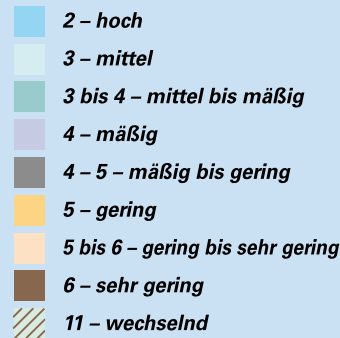 2 – hoch
3 – mittel
3 bis 4 – mittel bis mäßig
4 – mäßig
4 – 5 – mäßig bis gering
5 – gering
5 bis 6 – gering bis sehr gering
6 – sehr gering
11 – wechselnd